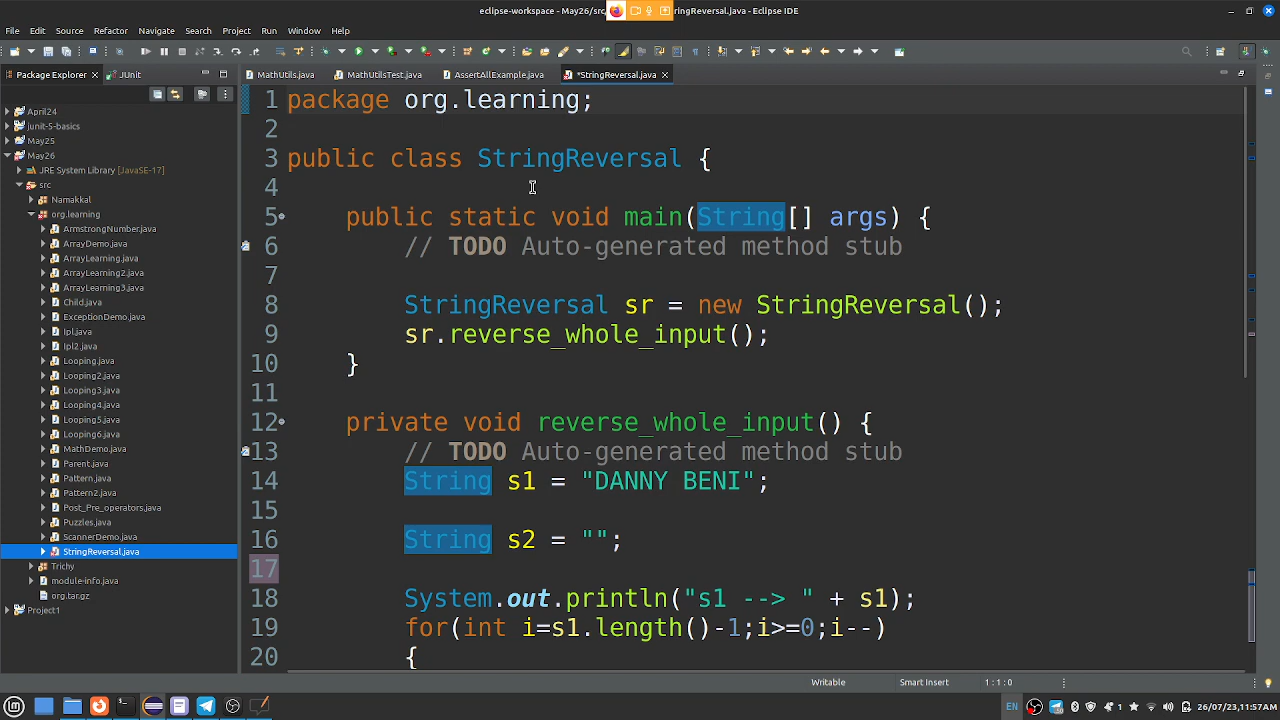 eclipse-workspace - May26/src
StringReversal.java - Eclipse IDE
File Edit Source Refactor Navigate Search Project Run Window Help
Package Explorer JUnit
MathUtils.java MathUtilsTest.java AssertAllExample.java *StringReversal.java
April24
junit-5-basics
May25
May26
JRE System Library [JavaSE-17]
src
Namakkal
org.learning
ArmstrongNumber.java
ArrayDemo.java
ArrayLearning.java
ArrayLearning2.java
ArrayLearning3.java
Child.java
ExceptionDemo.java
Ipl.java
Ipl2.java
Looping.java
Looping2.java
Looping3.java
Looping4.java
Looping5.java
Looping6.java
MathDemo.java
Parent.java
Pattern.java
Pattern2.java
Post_Pre_operators.java
Puzzles.java
ScannerDemo.java
StringReversal.java
Trichy
module-info.java
org.tar.gz
Project1
1 package org.learning;
2
3 public class StringReversal {
4
5 public static void main(String[] args) {
6 // TODO Auto-generated method stub
7
8 StringReversal sr = new StringReversal();
9 sr.reverse_whole_input();
10 }
11
12 private void reverse_whole_input() {
13 // TODO Auto-generated method stub
14 String s1 = "DANNY BENI";
15
16 String s2 = "";
17
18 System.out.println("s1 --> " + s1);
19 for(int i=s1.length()-1;i>=0;i--)
20 {
Writable Smart Insert 1:1:0
EN 1 26/07/23,11:57AM